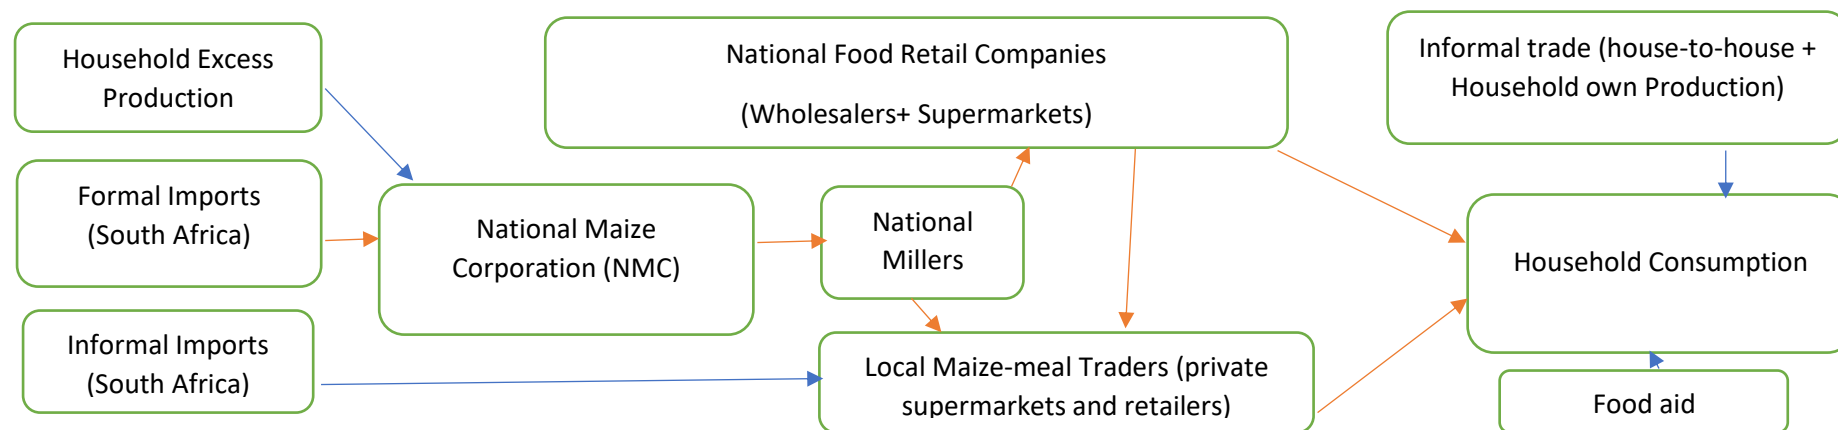 Household Excess
Production
Formal Imports
(South Africa)
Informal Imports
(South Africa)
National Maize
Corporation (NMC)
National Food Retail Companies
(Wholesalers+ Supermarkets)
National
Millers
Local Maize-meal Traders (private
supermarkets and retailers)
Informal trade (house-to-house +
Household own Production)
Household Consumption
Food aid